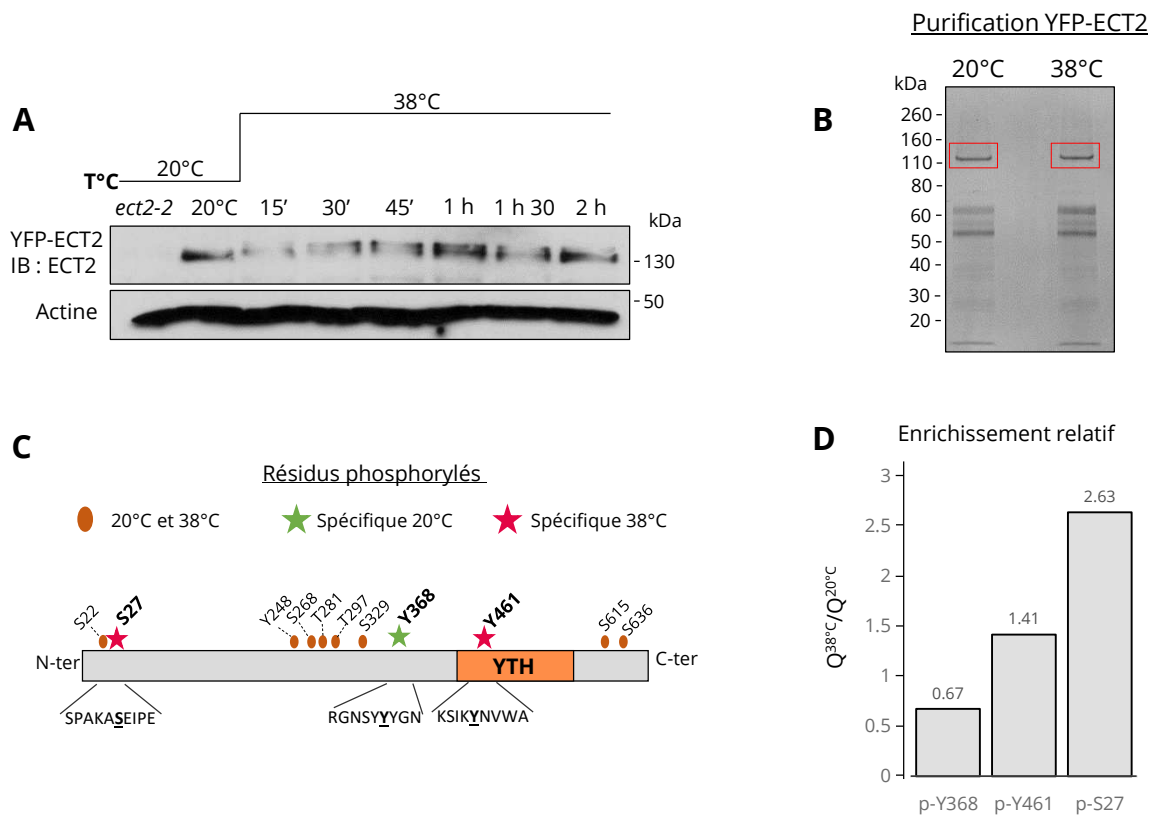 Purification YFP-ECT2
A
38°C
T°C
20°C
ect2-2 20°C 15’ 30’ 45’ 1 h 1 h 30 2 h
kDa
YFP-ECT2
IB : ECT2
130
50
Actine
B
kDa
20°C 38°C
260
160
110
80
60
50
40
30
20
C
Résidus phosphorylés
20°C et 38°C
Spécifique 20°C
Spécifique 38°C
S22 S27 Y248 S268 T281 T297 S329 Y368 Y461 S615 S636
N-ter
YTH
C-ter
SPAKASEIPE RGNSYYYGN KSIKYNVWA
D
Enrichissement relatif
Q38°C/Q20°C
3
2.5
2
1.5
1
0.5
0
0.67
1.41
2.63
p-Y368 p-Y461 p-S27